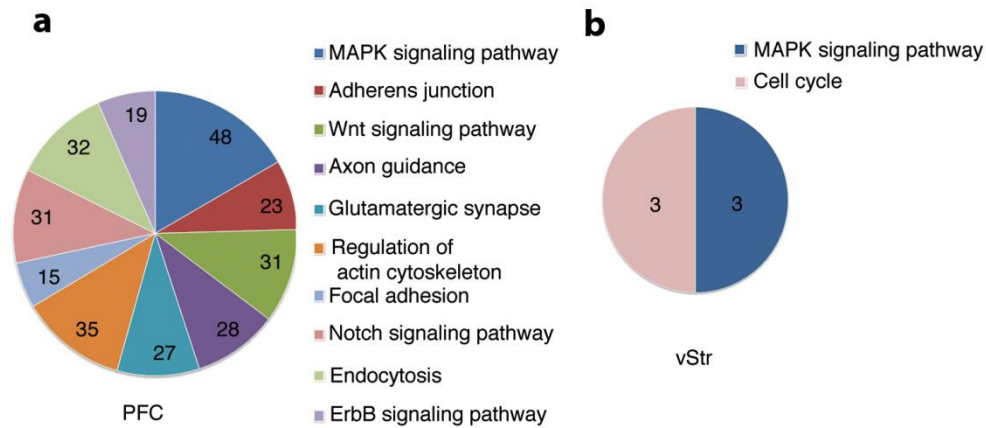 a
MAPK signaling pathway
Adherens junction
Wnt signaling pathway
Axon guidance
Glutamatergic synapse
Regulation of
actin cytoskeleton
Focal adhesion
Notch signaling pathway
Endocytosis
ErbB signaling pathway
19
48
32
23
31
31
15
28
35
27
PFC
b
MAPK signaling pathway
Cell cycle
3
3
vStr